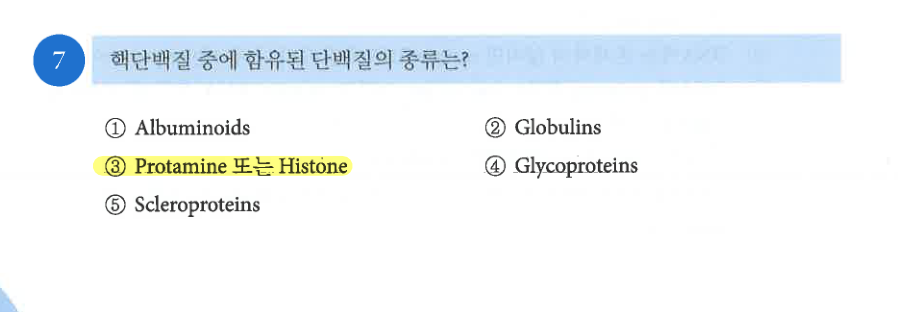 7 핵단백질 중에 함유된 단백질의 종류는?
① Albuminoids ② Globulins
③ Protamine 또는 Histone ④ Glycoproteins
⑤ Scleroproteins